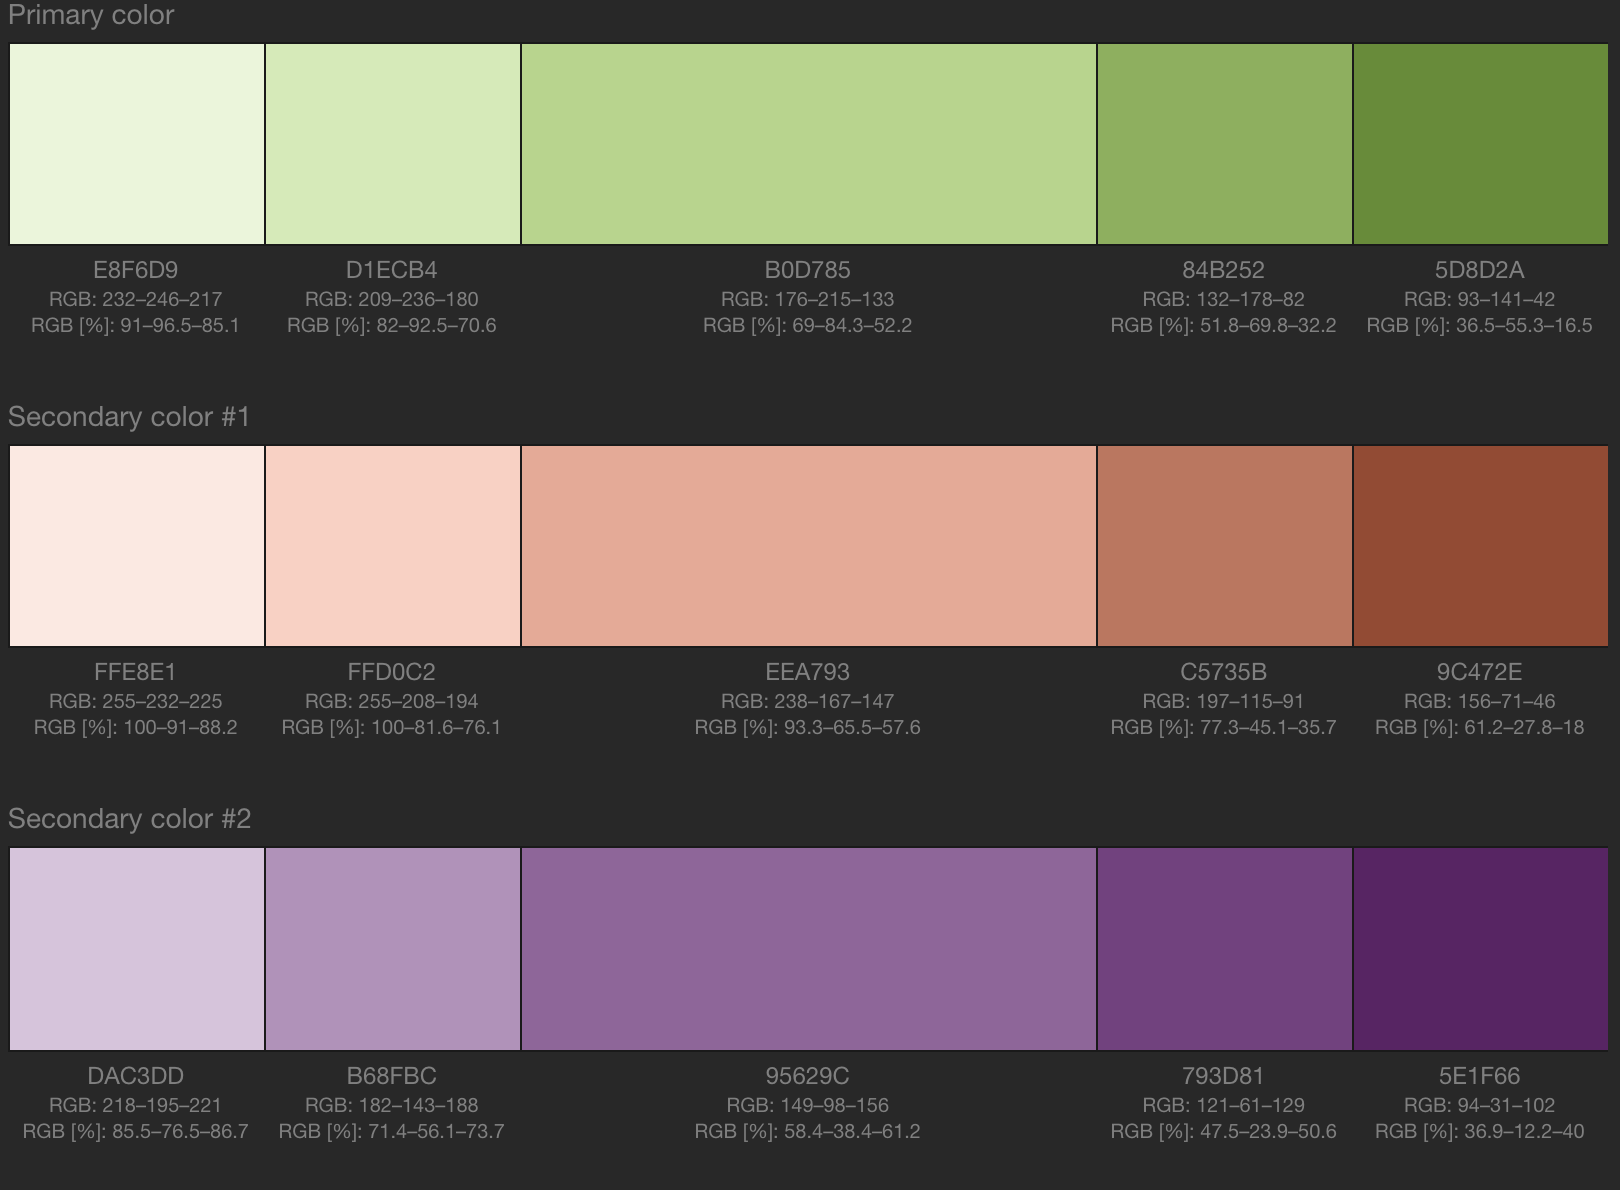 Primary color
E8F6D9 D1ECB4 B0D785 84B252 5D8D2A
RGB: 232–246–217 RGB: 209–236–180 RGB: 176–215–133 RGB: 132–178–82 RGB: 93–141–42
RGB [%]: 91–96.5–85.1 RGB [%]: 82–92.5–70.6 RGB [%]: 69–84.3–52.2 RGB [%]: 51.8–69.8–32.2 RGB [%]: 36.5–55.3–16.5
Secondary color #1
FFE8E1 FFD0C2 EEA793 C5735B 9C472E
RGB: 255–232–225 RGB: 255–208–194 RGB: 238–167–147 RGB: 197–115–91 RGB: 156–71–46
RGB [%]: 100–91–88.2 RGB [%]: 100–81.6–76.1 RGB [%]: 93.3–65.5–57.6 RGB [%]: 77.3–45.1–35.7 RGB [%]: 61.2–27.8–18
Secondary color #2
DAC3DD B68FBC 95629C 793D81 5E1F66
RGB: 218–195–221 RGB: 182–143–188 RGB: 149–98–156 RGB: 121–61–129 RGB: 94–31–102
RGB [%]: 85.5–76.5–86.7 RGB [%]: 71.4–56.1–73.7 RGB [%]: 58.4–38.4–61.2 RGB [%]: 47.5–23.9–50.6 RGB [%]: 36.9–12.2–40